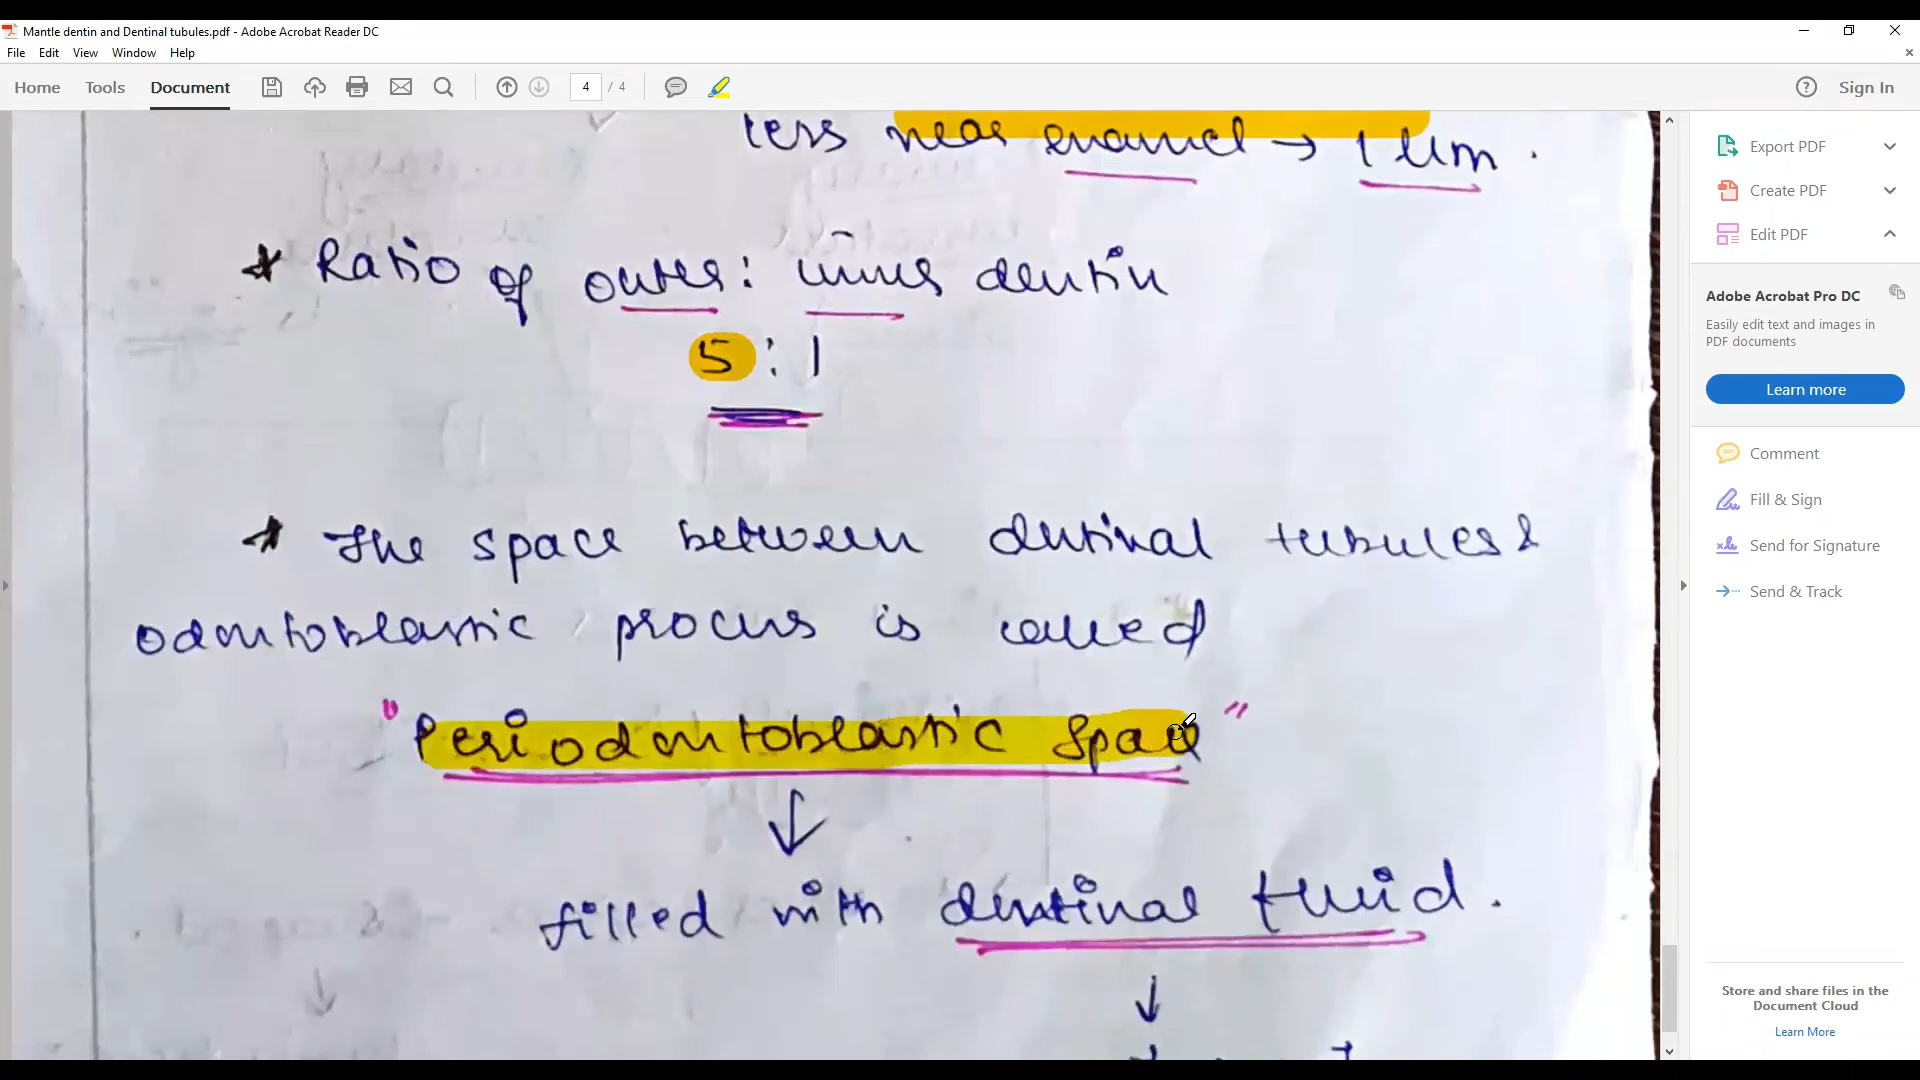 Mantle dentin and Dentinal tubules.pdf - Adobe Acrobat Reader DC
File Edit View Window Help
Home Tools Document 4 / 4 Sign In
less near enamel → 1 um.
* Ratio of outer : inner dentin
5 : 1
* The space between dentinal tubules &
odontoblastic process is called
"Periodontoblastic Space"
↓
filled with dentinal fluid.
↓
Export PDF
Create PDF
Edit PDF
Adobe Acrobat Pro DC
Easily edit text and images in
PDF documents
Learn more
Comment
Fill & Sign
Send for Signature
Send & Track
Store and share files in the
Document Cloud
Learn More